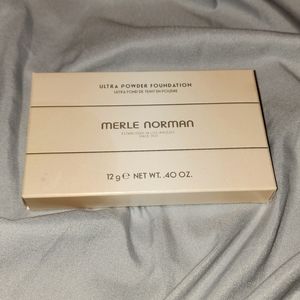 ULTRA POWDER FOUNDATION
ULTRA FOND DE TEINT EN POUDRE
MERLE NORMAN
12 g ℮ NET WT. .40 OZ.